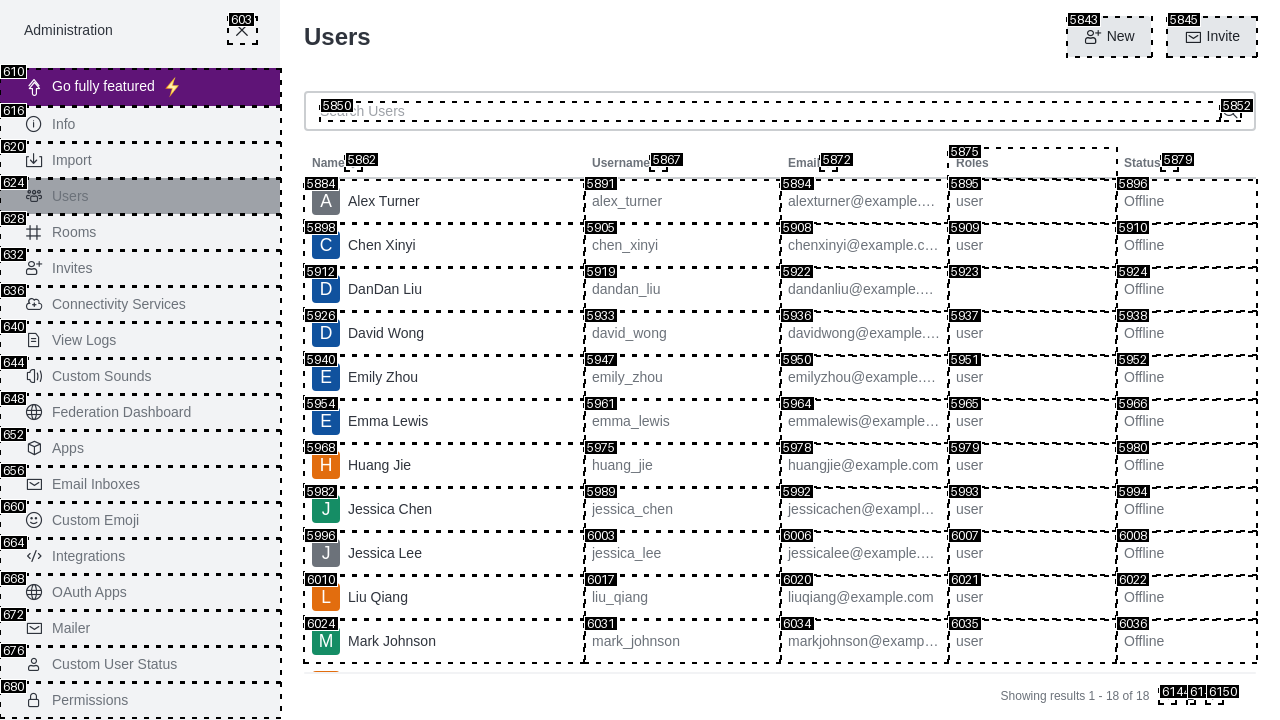 Administration
603
610
Go fully featured ⚡
616
Info
620
Import
624
Users
628
Rooms
632
Invites
636
Connectivity Services
640
View Logs
644
Custom Sounds
648
Federation Dashboard
652
Apps
656
Email Inboxes
660
Custom Emoji
664
Integrations
668
OAuth Apps
672
Mailer
676
Custom User Status
680
Permissions
Users
5843
New
5845
Invite
5850
Search Users
5852
Name 5862 Username 5867 Email 5872 5875 Roles Status 5879
5884 5891 5894 5895 5896
A Alex Turner alex_turner alexturner@example.… user Offline
5898 5905 5908 5909 5910
C Chen Xinyi chen_xinyi chenxinyi@example.c… user Offline
5912 5919 5922 5923 5924
D DanDan Liu dandan_liu dandanliu@example.… Offline
5926 5933 5936 5937 5938
D David Wong david_wong davidwong@example.… user Offline
5940 5947 5950 5951 5952
E Emily Zhou emily_zhou emilyzhou@example.… user Offline
5954 5961 5964 5965 5966
E Emma Lewis emma_lewis emmalewis@example… user Offline
5968 5975 5978 5979 5980
H Huang Jie huang_jie huangjie@example.com user Offline
5982 5989 5992 5993 5994
J Jessica Chen jessica_chen jessicachen@exampl… user Offline
5996 6003 6006 6007 6008
J Jessica Lee jessica_lee jessicalee@example.… user Offline
6010 6017 6020 6021 6022
L Liu Qiang liu_qiang liuqiang@example.com user Offline
6024 6031 6034 6035 6036
M Mark Johnson mark_johnson markjohnson@examp… user Offline
Showing results 1 - 18 of 18 6144 6150